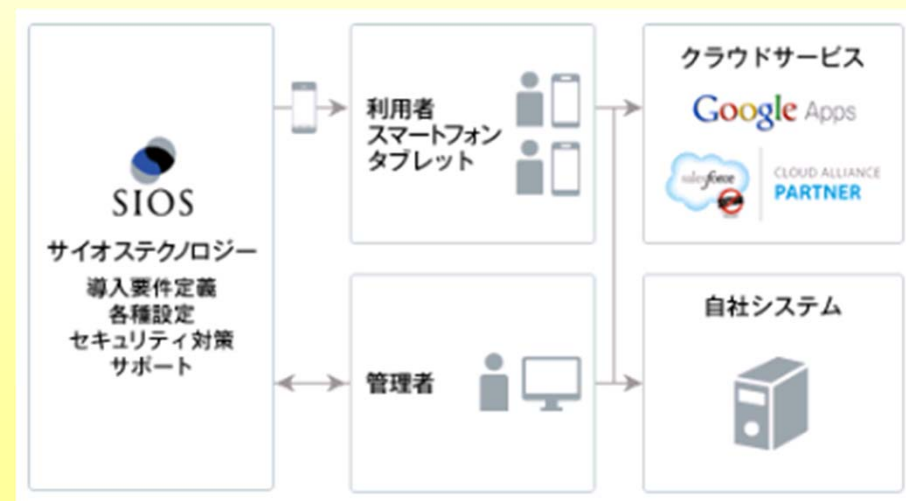 SIOS
サイオステクノロジー
導入要件定義
各種設定
セキュリティ対策
サポート
利用者
スマートフォン
タブレット
管理者
クラウドサービス
Google Apps
salesforce
CLOUD ALLIANCE
PARTNER
自社システム